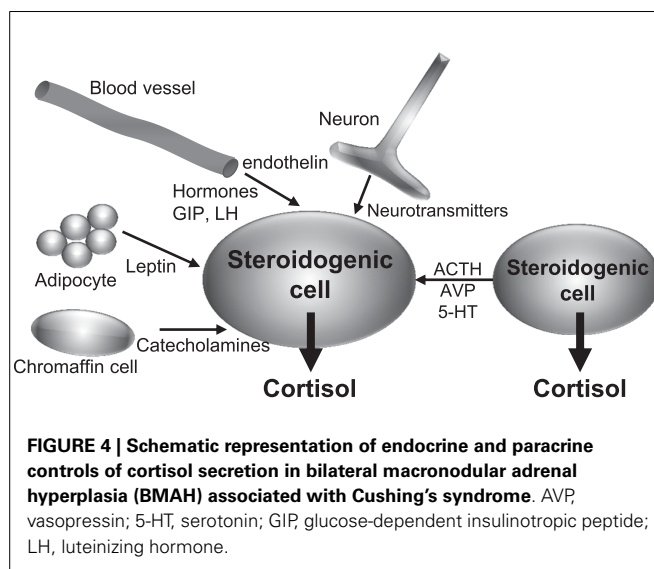 Blood vessel
Neuron
endothelin
Hormones
GIP, LH
Neurotransmitters
Adipocyte
Leptin
Steroidogenic
cell
ACTH
AVP
5-HT
Steroidogenic
cell
Chromaffin cell
Catecholamines
Cortisol
Cortisol
FIGURE 4 | Schematic representation of endocrine and paracrine
controls of cortisol secretion in bilateral macronodular adrenal
hyperplasia (BMAH) associated with Cushing’s syndrome. AVP,
vasopressin; 5-HT, serotonin; GIP, glucose-dependent insulinotropic peptide;
LH, luteinizing hormone.